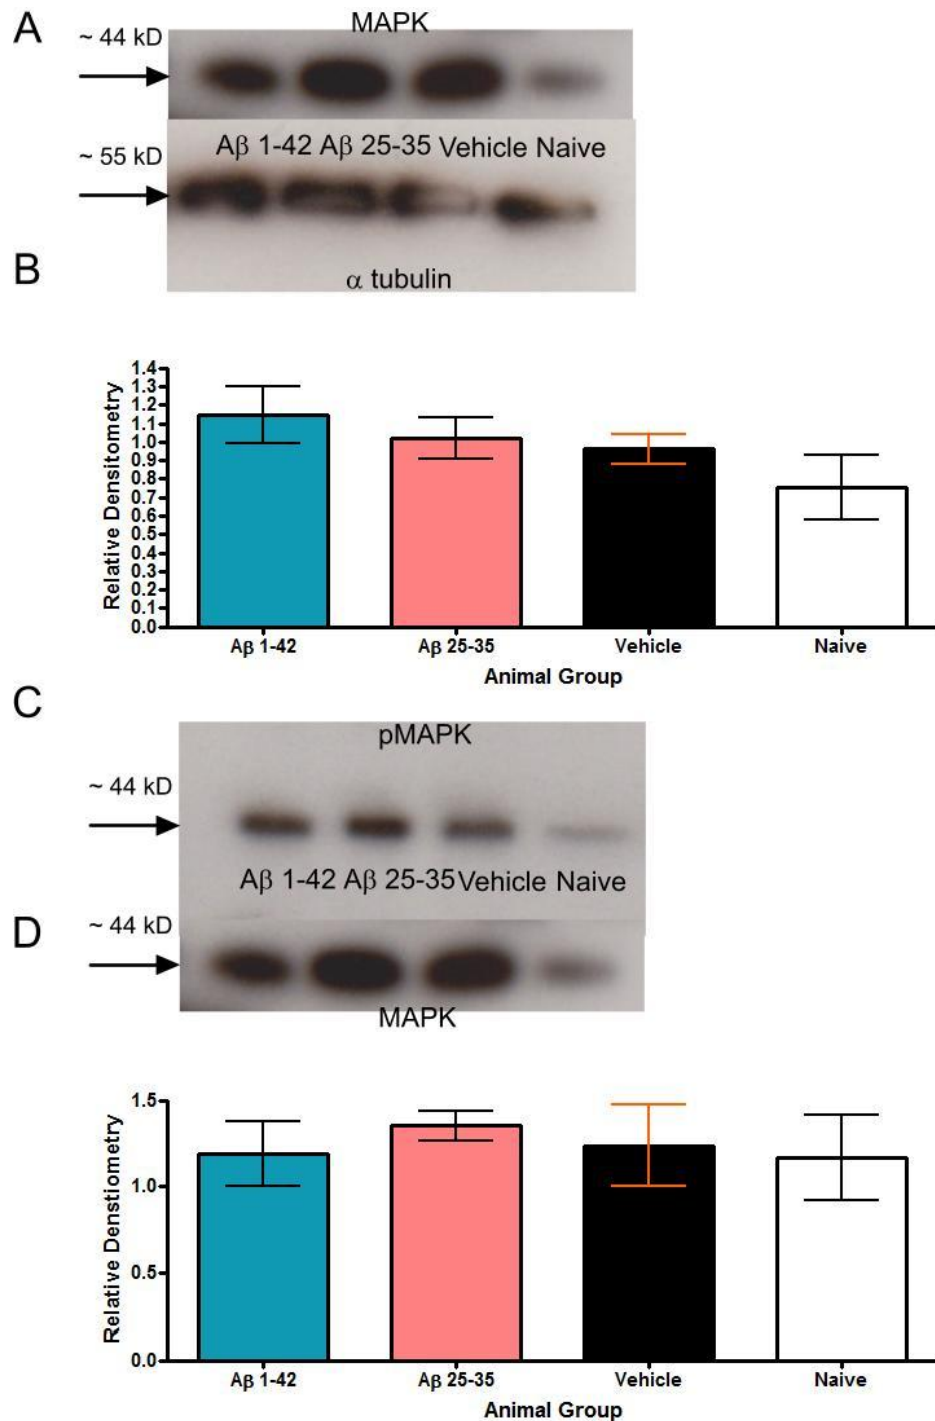 A
MAPK
~ 44 kD
Aβ 1-42 Aβ 25-35 Vehicle Naive
~ 55 kD
B
α tubulin
1.4
1.3
1.2
1.1
1.0
0.9
0.8
0.7
0.6
0.5
0.4
0.3
0.2
0.1
0.0
Relative Densitometry
Aβ 1-42 Aβ 25-35 Vehicle Naive
Animal Group
C
pMAPK
~ 44 kD
Aβ 1-42 Aβ 25-35 Vehicle Naive
D
~ 44 kD
MAPK
1.5
1.0
0.5
0.0
Relative Denstiometry
Aβ 1-42 Aβ 25-35 Vehicle Naive
Animal Group